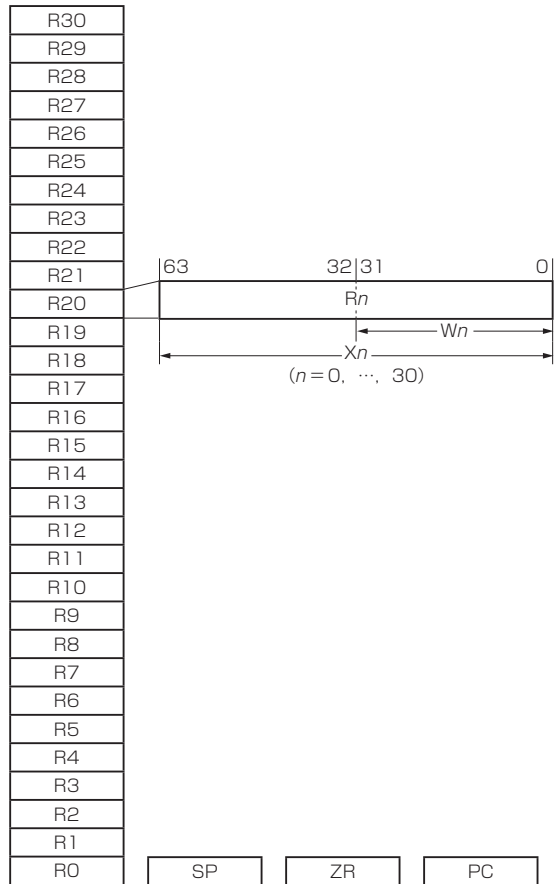 R30
R29
R28
R27
R26
R25
R24
R23
R22
R21
R20
R19
R18
R17
R16
R15
R14
R13
R12
R11
R10
R9
R8
R7
R6
R5
R4
R3
R2
R1
R0
63 32 31 0
Rn
Wn
Xn
(n＝0, …, 30)
SP ZR PC